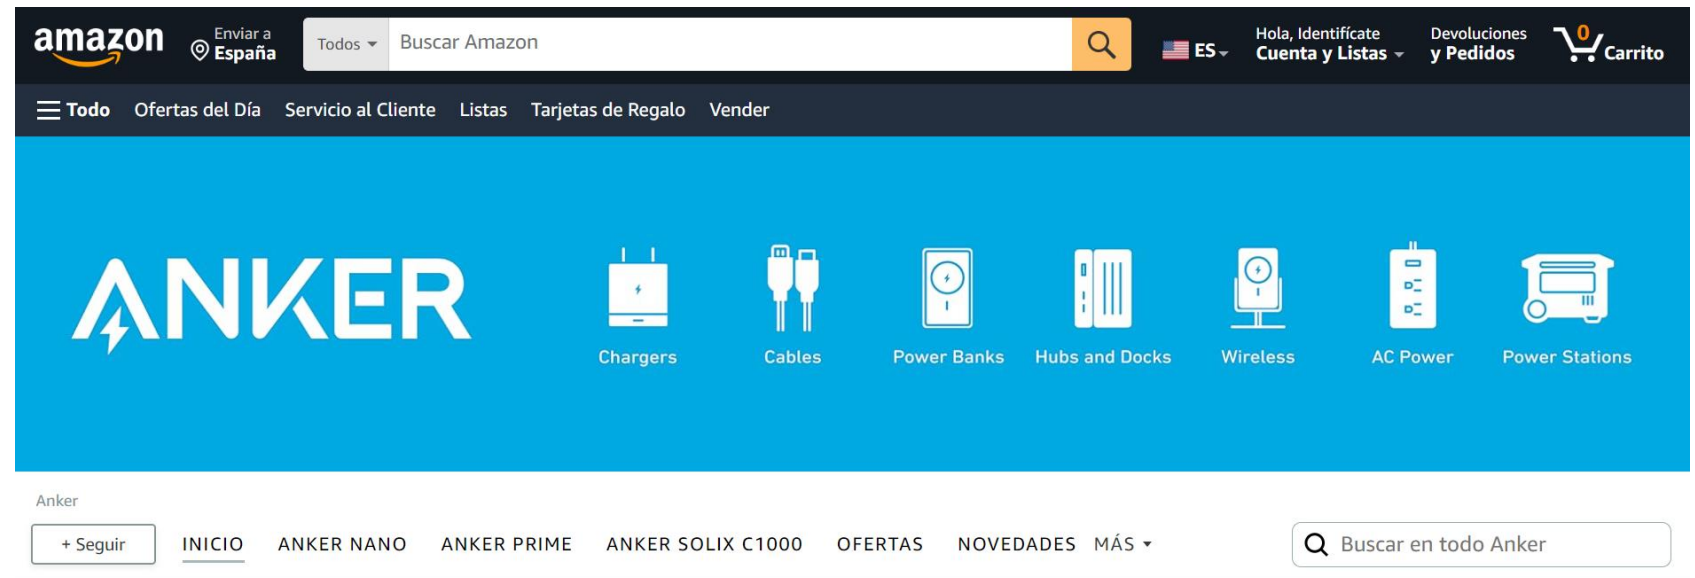 amazon
Enviar a
España
Todos
Buscar Amazon
ES
Hola, Identifícate
Cuenta y Listas
Devoluciones
y Pedidos
0
Carrito
Todo
Ofertas del Día
Servicio al Cliente
Listas
Tarjetas de Regalo
Vender
ANKER
Chargers
Cables
Power Banks
Hubs and Docks
Wireless
AC Power
Power Stations
Anker
+ Seguir
INICIO
ANKER NANO
ANKER PRIME
ANKER SOLIX C1000
OFERTAS
NOVEDADES
MÁS
Buscar en todo Anker